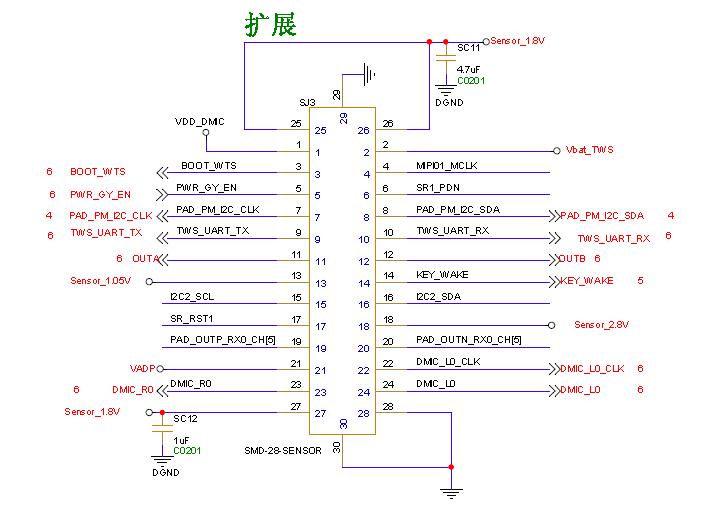 扩展
Sensor_1.8V
SC11
4.7uF
C0201
DGND
29
SJ3
29
VDD_DMIC
25 25 26 26
1 1 2 2 Vbat_TWS
6 BOOT_WTS BOOT_WTS 3 3 4 4 MIPI01_MCLK
6 PWR_GY_EN PWR_GY_EN 5 5 6 6 SR1_PDN
4 PAD_PM_I2C_CLK PAD_PM_I2C_CLK 7 7 8 8 PAD_PM_I2C_SDA PAD_PM_I2C_SDA 4
6 TWS_UART_TX TWS_UART_TX 9 9 10 10 TWS_UART_RX TWS_UART_RX 6
6 OUTA 11 11 12 12 OUTB 6
Sensor_1.05V 13 13 14 14 KEY_WAKE KEY_WAKE 5
I2C2_SCL 15 15 16 16 I2C2_SDA
SR_RST1 17 17 18 18 Sensor_2.8V
PAD_OUTP_RX0_CH[5] 19 19 20 20 PAD_OUTN_RX0_CH[5]
VADP 21 21 22 22 DMIC_L0_CLK DMIC_L0_CLK 6
6 DMIC_R0 DMIC_R0 23 23 24 24 DMIC_L0 DMIC_L0 6
Sensor_1.8V 27 27 28 28
SC12
1uF
C0201
DGND
30
30
SMD-28-SENSOR